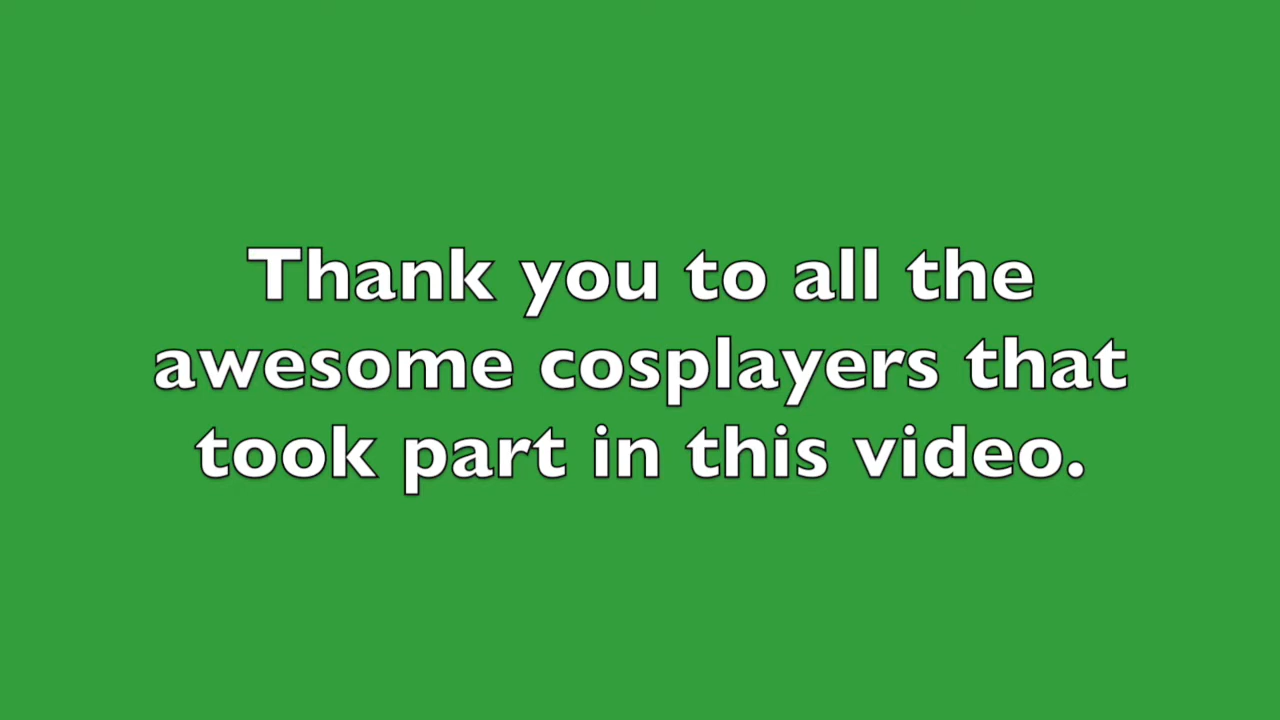 Thank you to all the
awesome cosplayers that
took part in this video.